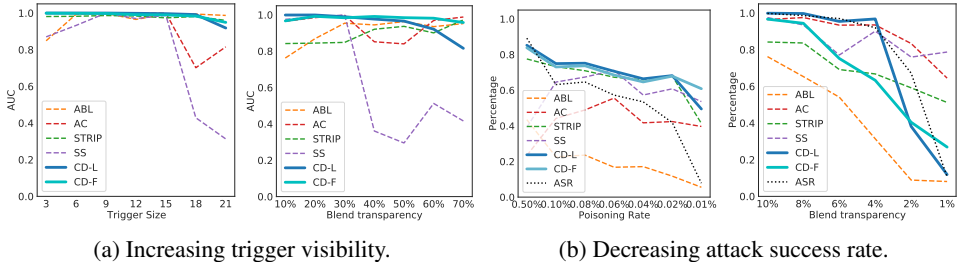 AUC
1.0
0.8
0.6
0.4
0.2
0.0
ABL
AC
STRIP
SS
CD-L
CD-F
3 6 9 12 15 18 21
Trigger Size
AUC
1.0
0.8
0.6
0.4
0.2
0.0
ABL
AC
STRIP
SS
CD-L
CD-F
10% 20% 30% 40% 50% 60% 70%
Blend transparency
(a) Increasing trigger visibility.
Percentage
1.0
0.8
0.6
0.4
0.2
0.0
ABL
AC
STRIP
SS
CD-L
CD-F
ASR
0.50% 0.10% 0.08% 0.06% 0.04% 0.02% 0.01%
Poisoning Rate
Percentage
1.0
0.8
0.6
0.4
0.2
0.0
ABL
AC
STRIP
SS
CD-L
CD-F
ASR
10% 8% 6% 4% 2% 1%
Blend transparency
(b) Decreasing attack success rate.